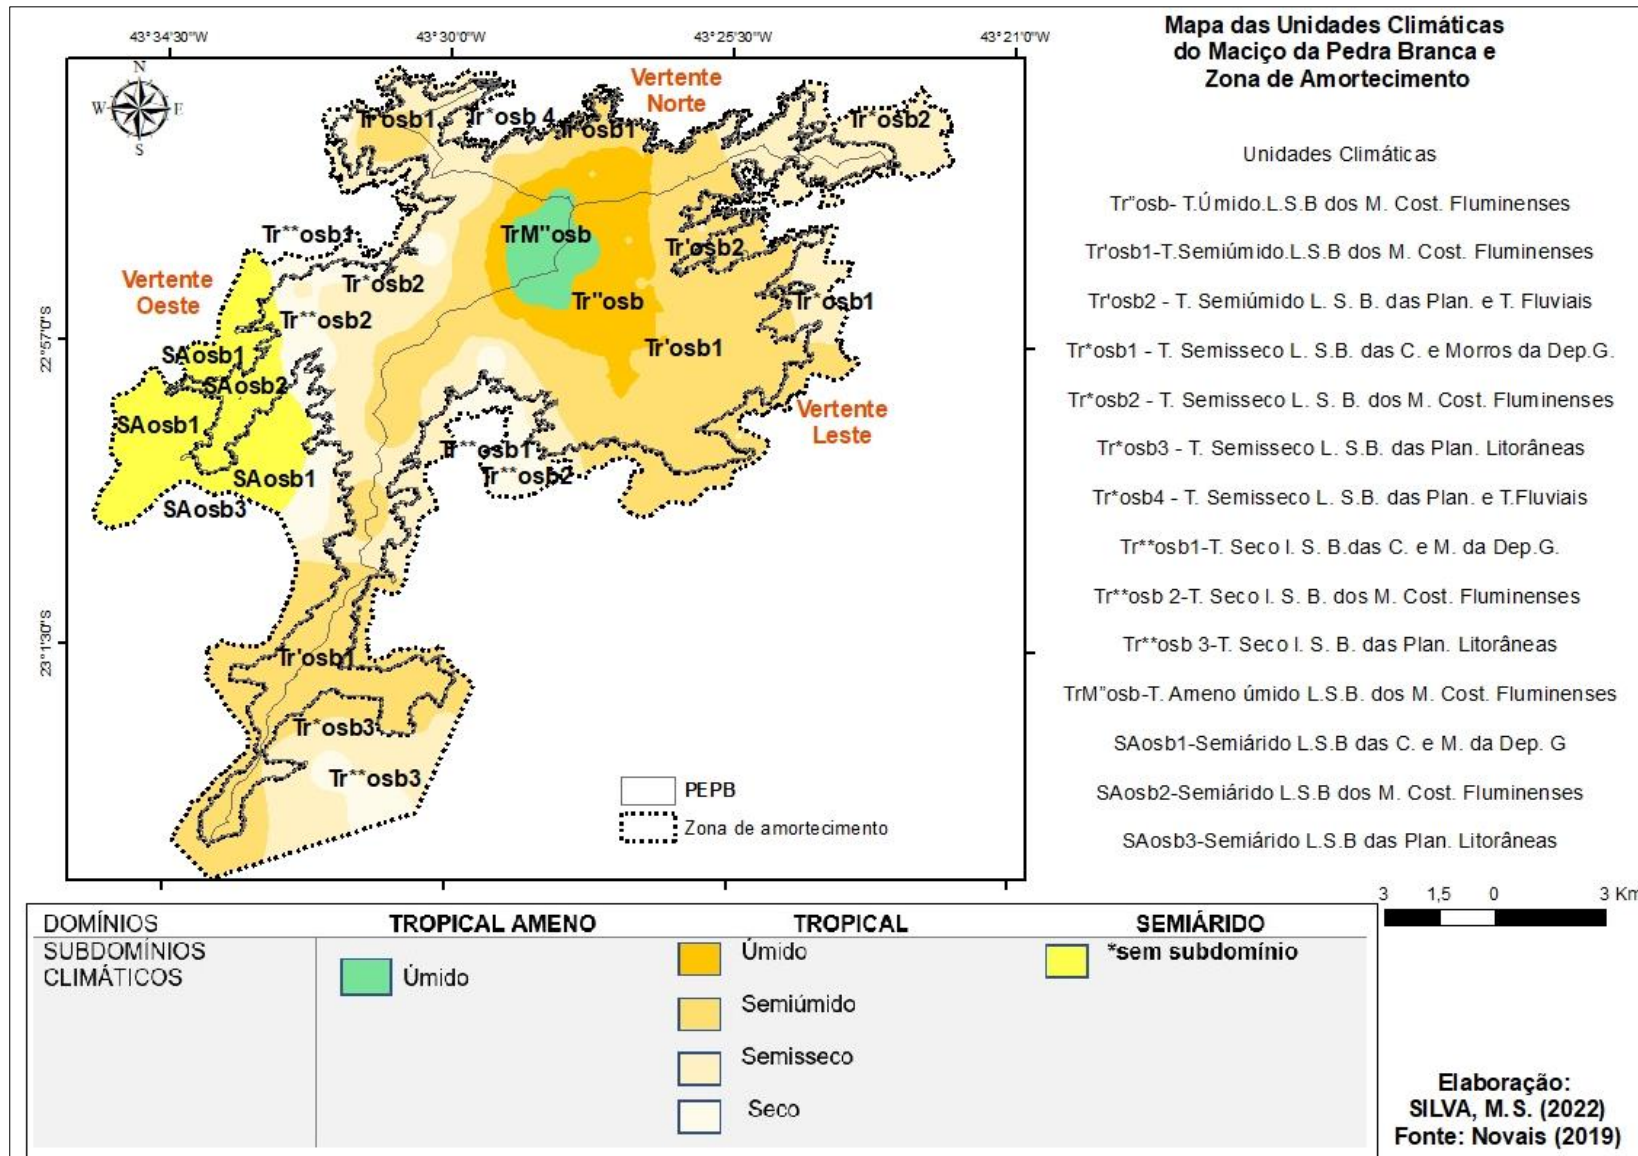 43°34'30"W
43°30'0"W
43°25'30"W
43°21'0"W
Mapa das Unidades Climáticas
do Maciço da Pedra Branca e
Zona de Amortecimento
N
W
E
S
Vertente
Norte
Tr'osb1
Tr*osb 4
Tr'osb1
Tr*osb2
Tr**osb1
TrM"osb
Tr'osb2
Vertente
Oeste
Tr*osb2
Tr"osb
Tr*osb1
Tr**osb2
Tr'osb1
SAosb1
SAosb2
SAosb1
Vertente
Leste
Tr**osb1
Tr**osb2
SAosb1
SAosb3
Tr'osb1
Tr*osb3
Tr**osb3
22°57'0"S
23°1'30"S
PEPB
Zona de amortecimento
Unidades Climáticas
Tr"osb- T.Úmido.L.S.B dos M. Cost. Fluminenses
Tr'osb1-T.Semiúmido.L.S.B dos M. Cost. Fluminenses
Tr'osb2 - T. Semiúmido L. S. B. das Plan. e T. Fluviais
Tr*osb1 - T. Semisseco L. S.B. das C. e Morros da Dep.G.
Tr*osb2 - T. Semisseco L. S. B. dos M. Cost. Fluminenses
Tr*osb3 - T. Semisseco L. S.B. das Plan. Litorâneas
Tr*osb4 - T. Semisseco L. S.B. das Plan. e T.Fluviais
Tr**osb1-T. Seco l. S. B.das C. e M. da Dep.G.
Tr**osb 2-T. Seco l. S. B. dos M. Cost. Fluminenses
Tr**osb 3-T. Seco l. S. B. das Plan. Litorâneas
TrM"osb-T. Ameno úmido L.S.B. dos M. Cost. Fluminenses
SAosb1-Semiárido L.S.B das C. e M. da Dep. G
SAosb2-Semiárido L.S.B dos M. Cost. Fluminenses
SAosb3-Semiárido L.S.B das Plan. Litorâneas
3 1,5 0 3 Km
DOMÍNIOS TROPICAL AMENO TROPICAL SEMIÁRIDO
SUBDOMÍNIOS
CLIMÁTICOS
Úmido
Úmido
Semiúmido
Semisseco
Seco
*sem subdomínio
Elaboração:
SILVA, M.S. (2022)
Fonte: Novais (2019)